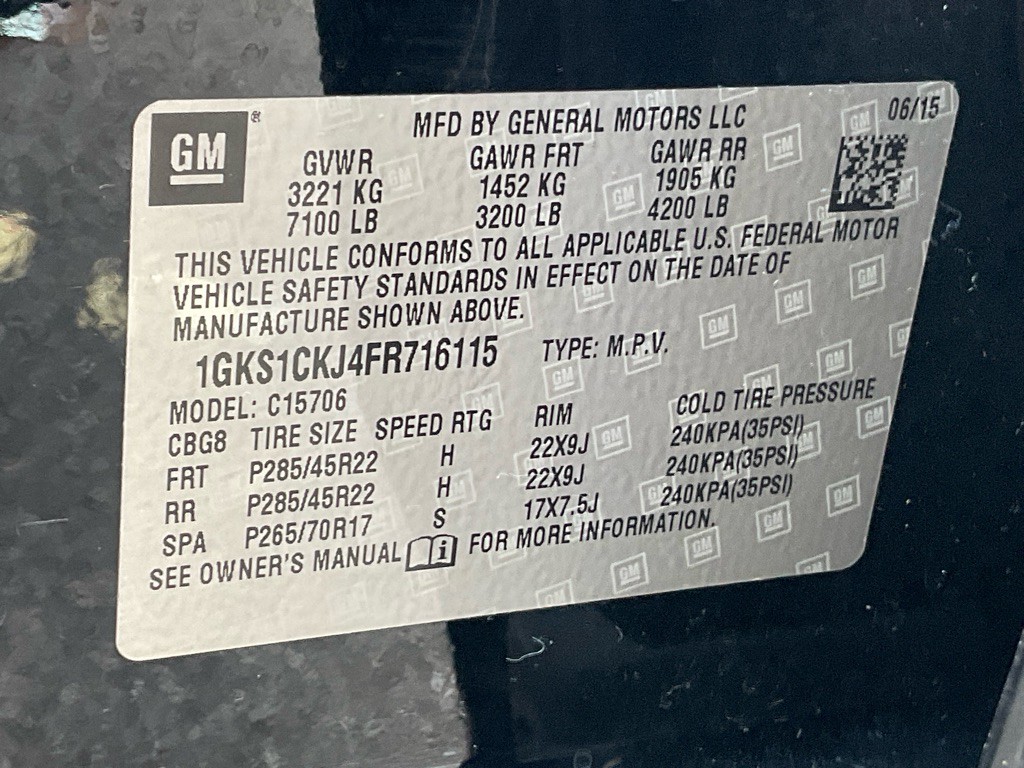 GM ®
MFD BY GENERAL MOTORS LLC 06/15
GVWR GAWR FRT GAWR RR
3221 KG 1452 KG 1905 KG
7100 LB 3200 LB 4200 LB
THIS VEHICLE CONFORMS TO ALL APPLICABLE U.S. FEDERAL MOTOR
VEHICLE SAFETY STANDARDS IN EFFECT ON THE DATE OF
MANUFACTURE SHOWN ABOVE.
1GKS1CKJ4FR716115 TYPE: M.P.V.
MODEL: C15706
CBG8 TIRE SIZE SPEED RTG RIM COLD TIRE PRESSURE
FRT P285/45R22 H 22X9J 240KPA(35PSI)
RR P285/45R22 H 22X9J 240KPA(35PSI)
SPA P265/70R17 S 17X7.5J 240KPA(35PSI)
SEE OWNER'S MANUAL i FOR MORE INFORMATION.